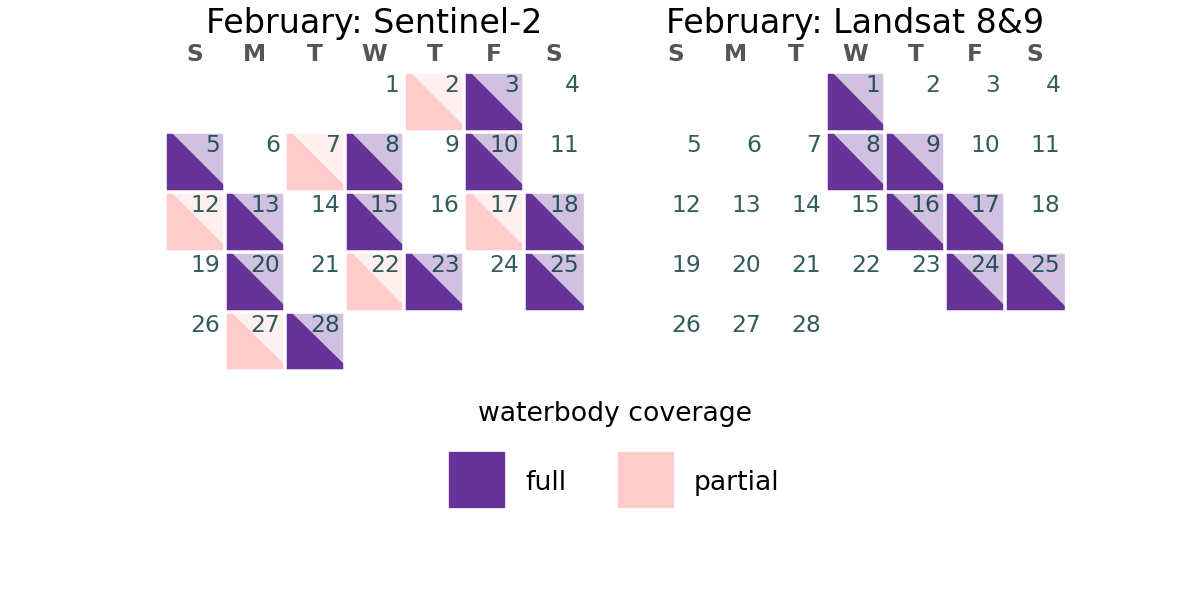 February: Sentinel-2
S M T W T F S
1 2 3 4
5 6 7 8 9 10 11
12 13 14 15 16 17 18
19 20 21 22 23 24 25
26 27 28
February: Landsat 8&9
S M T W T F S
1 2 3 4
5 6 7 8 9 10 11
12 13 14 15 16 17 18
19 20 21 22 23 24 25
26 27 28
waterbody coverage
full partial